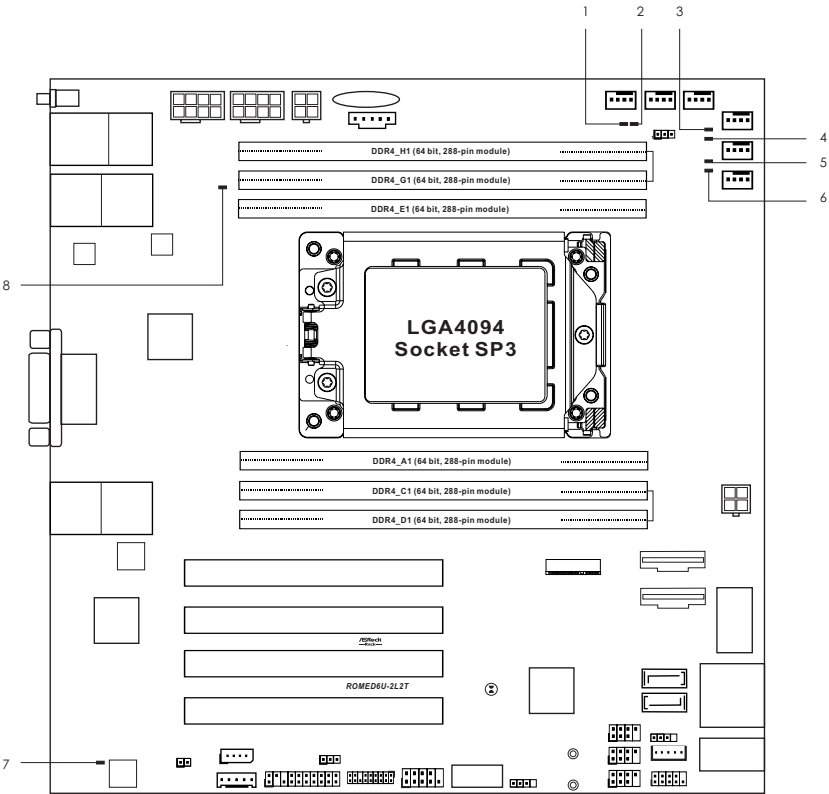 1
2
3
4
5
6
8
7
DDR4_H1 (64 bit, 288-pin module)
DDR4_G1 (64 bit, 288-pin module)
DDR4_E1 (64 bit, 288-pin module)
LGA4094
Socket SP3
DDR4_A1 (64 bit, 288-pin module)
DDR4_C1 (64 bit, 288-pin module)
DDR4_D1 (64 bit, 288-pin module)
ASRock
Rack
ROMED6U-2L2T